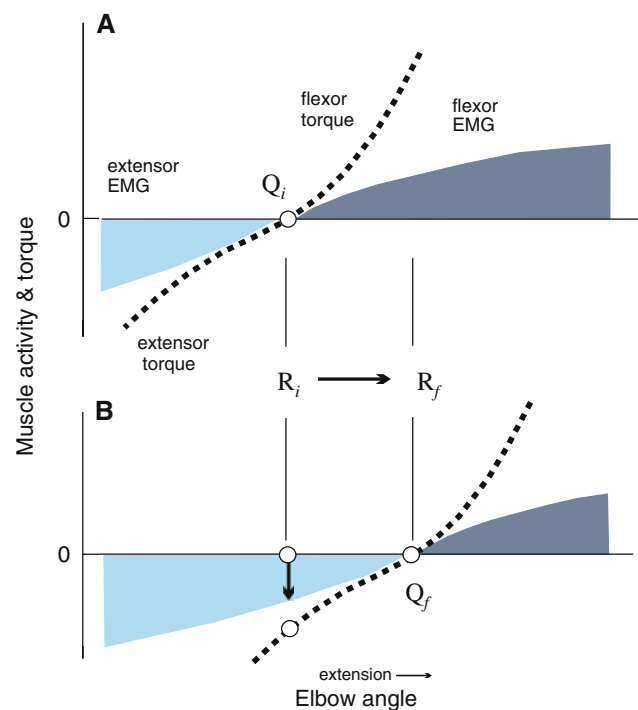 A
flexor
torque
flexor
EMG
extensor
EMG
Q_i
0
extensor
torque
R_i
R_f
B
0
Q_f
extension
Elbow angle
Muscle activity & torque